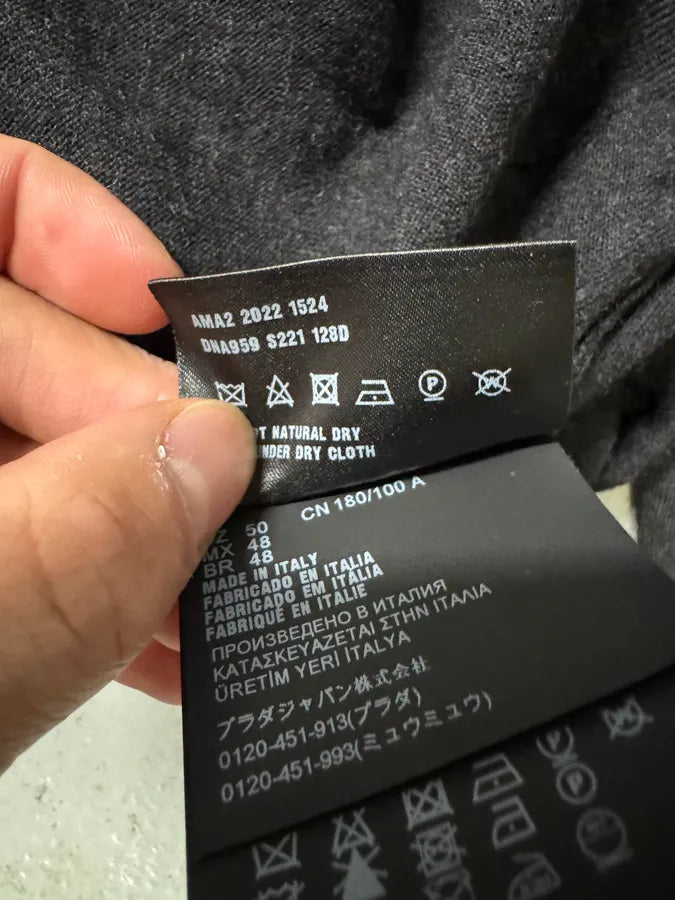 AMA2 2022 1524
DNA959 S221 128D
NATURAL DRY
UNDER DRY CLOTH
50 CN 180/100 A
MX 48
BR 48
MADE IN ITALY
FABRICADO EN ITALIA
FABRICADO EM ITÁLIA
FABRIQUÉ EN ITALIE
ПРОИЗВЕДЕНО В ИТАЛИЯ
ΚΑΤΑΣΚΕΥΑΖΕΤΑΙ ΣΤΗΝ ΙΤΑΛΙΑ
ÜRETİM YERİ İTALYA
プラダジャパン株式会社
0120-451-913(プラダ)
0120-451-993(ミュウミュウ)